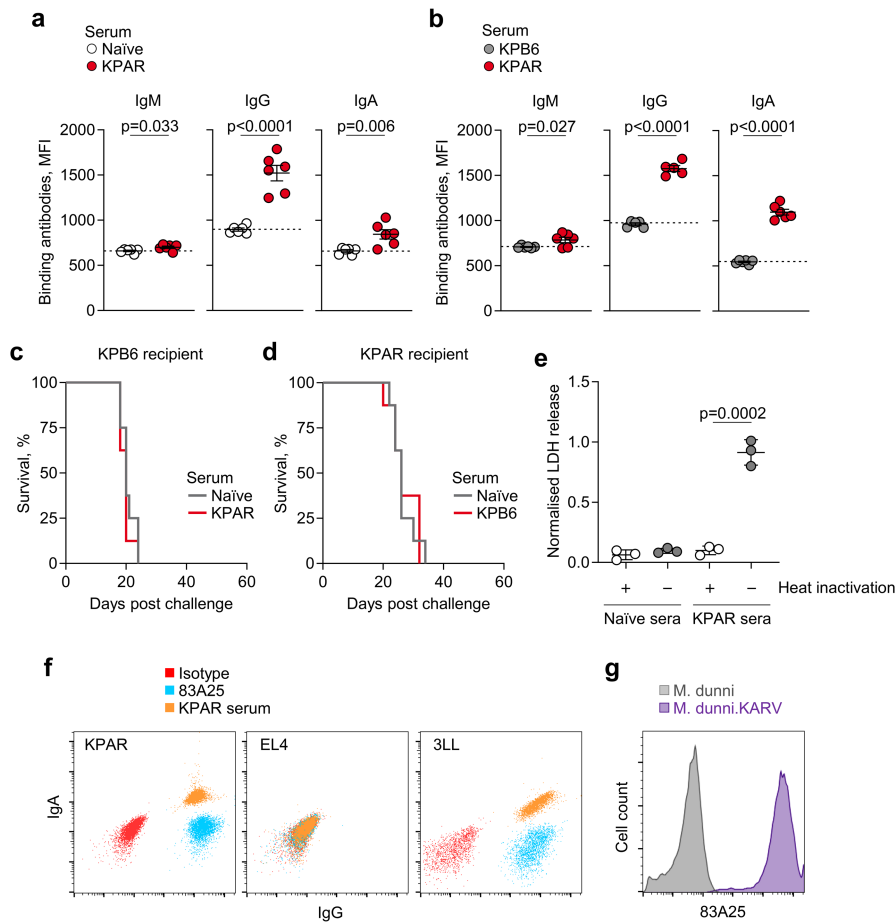 a
Serum
Naïve
KPAR
IgM
IgG
IgA
p=0.033
p<0.0001
p=0.006
Binding antibodies, MFI
2000
1500
1000
500
0
b
Serum
KPB6
KPAR
IgM
IgG
IgA
p=0.027
p<0.0001
p<0.0001
Binding antibodies, MFI
2000
1500
1000
500
0
c
KPB6 recipient
Survival, %
100
75
50
25
0
Serum
Naïve
KPAR
0 20 40 60
Days post challenge
d
KPAR recipient
Survival, %
100
75
50
25
0
Serum
Naïve
KPB6
0 20 40 60
Days post challenge
e
Normalised LDH release
1.5
1.0
0.5
0.0
p=0.0002
+ – + – Heat inactivation
Naïve sera KPAR sera
f
Isotype
83A25
KPAR serum
KPAR
EL4
3LL
IgA
IgG
g
M. dunni
M. dunni.KARV
Cell count
83A25